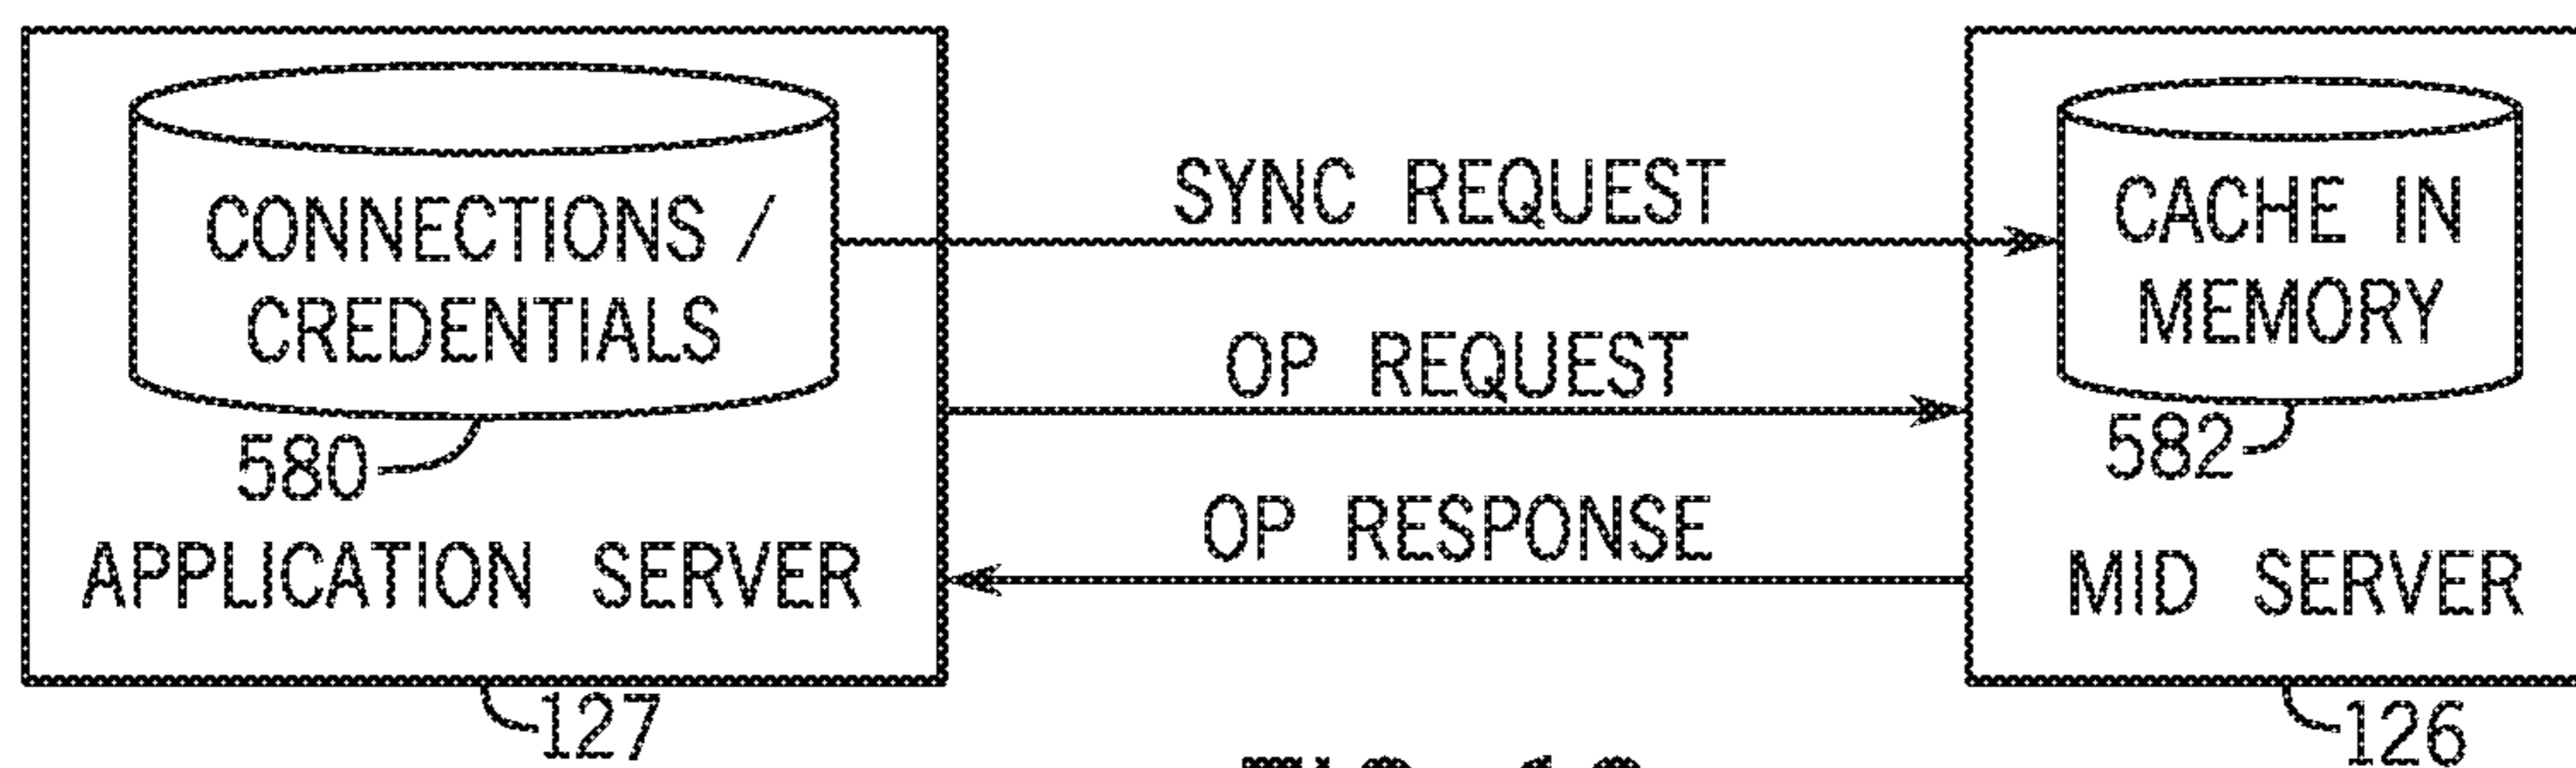 CONNECTIONS /
CREDENTIALS
580
APPLICATION SERVER
127
SYNC REQUEST
OP REQUEST
OP RESPONSE
CACHE IN
MEMORY
582
MID SERVER
126